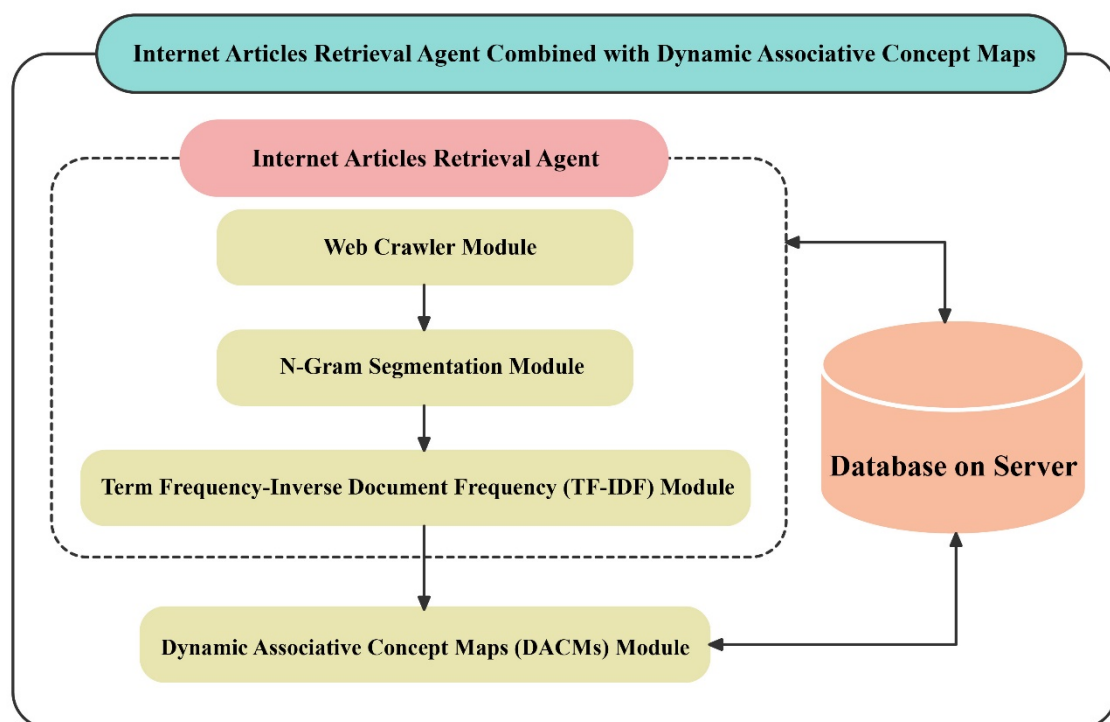 Internet Articles Retrieval Agent Combined with Dynamic Associative Concept Maps
Internet Articles Retrieval Agent
Web Crawler Module
N-Gram Segmentation Module
Term Frequency-Inverse Document Frequency (TF-IDF) Module
Database on Server
Dynamic Associative Concept Maps (DACMs) Module